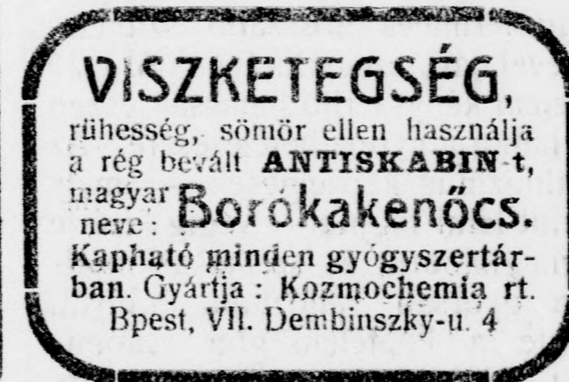 VISZKETEGSÉG,
rühesség, sömör ellen használja
a rég bevált ANTISKABIN-t,
magyar neve: Borókakenőcs.
Kapható minden gyógyszertár-
ban. Gyártja: Kozmochemia rt.
Bpest, VII. Dembinszky-u. 4